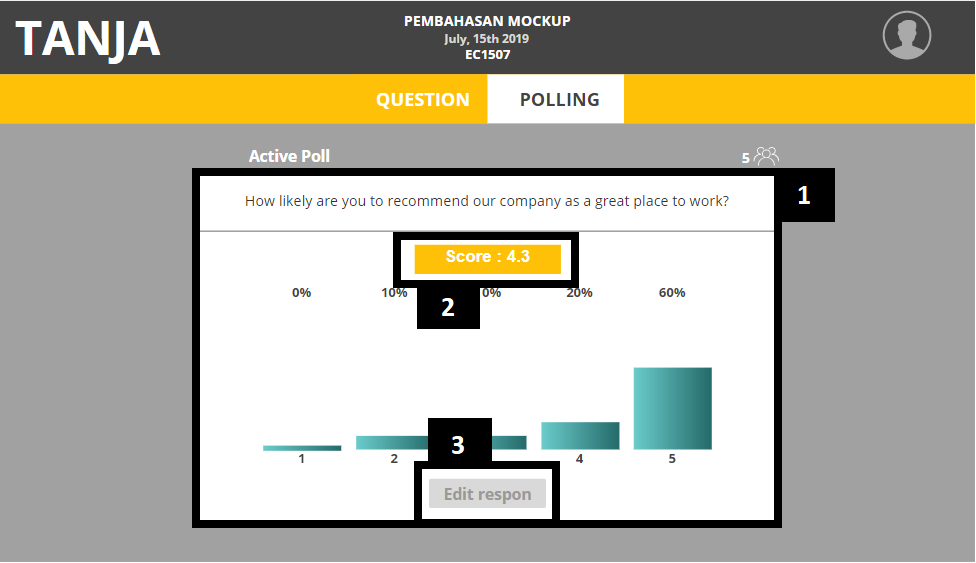 TANJA
PEMBAHASAN MOCKUP
July, 15th 2019
EC1507
QUESTION POLLING
Active Poll 5
1
How likely are you to recommend our company as a great place to work?
Score : 4.3
0% 10% 0% 20% 60%
2
3
1 2 4 5
Edit respon